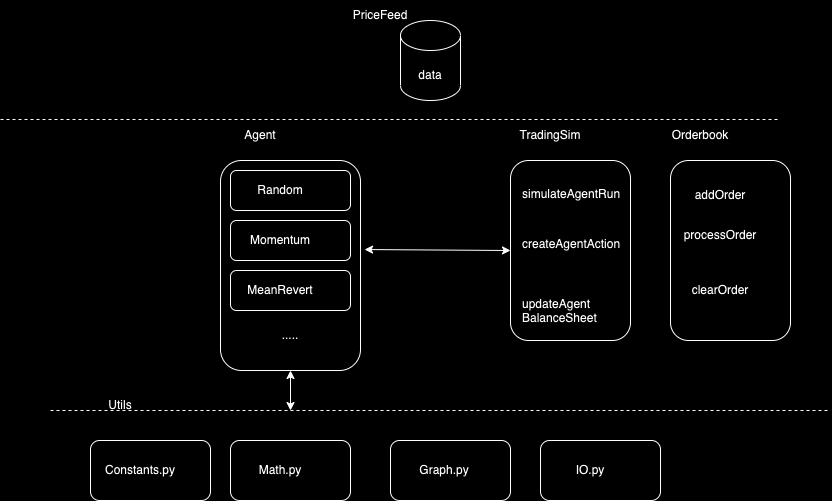 PriceFeed
data
Agent
TradingSim
Orderbook
Random
Momentum
MeanRevert
.....
simulateAgentRun
createAgentAction
updateAgent
BalanceSheet
addOrder
processOrder
clearOrder
Utils
Constants.py
Math.py
Graph.py
IO.py